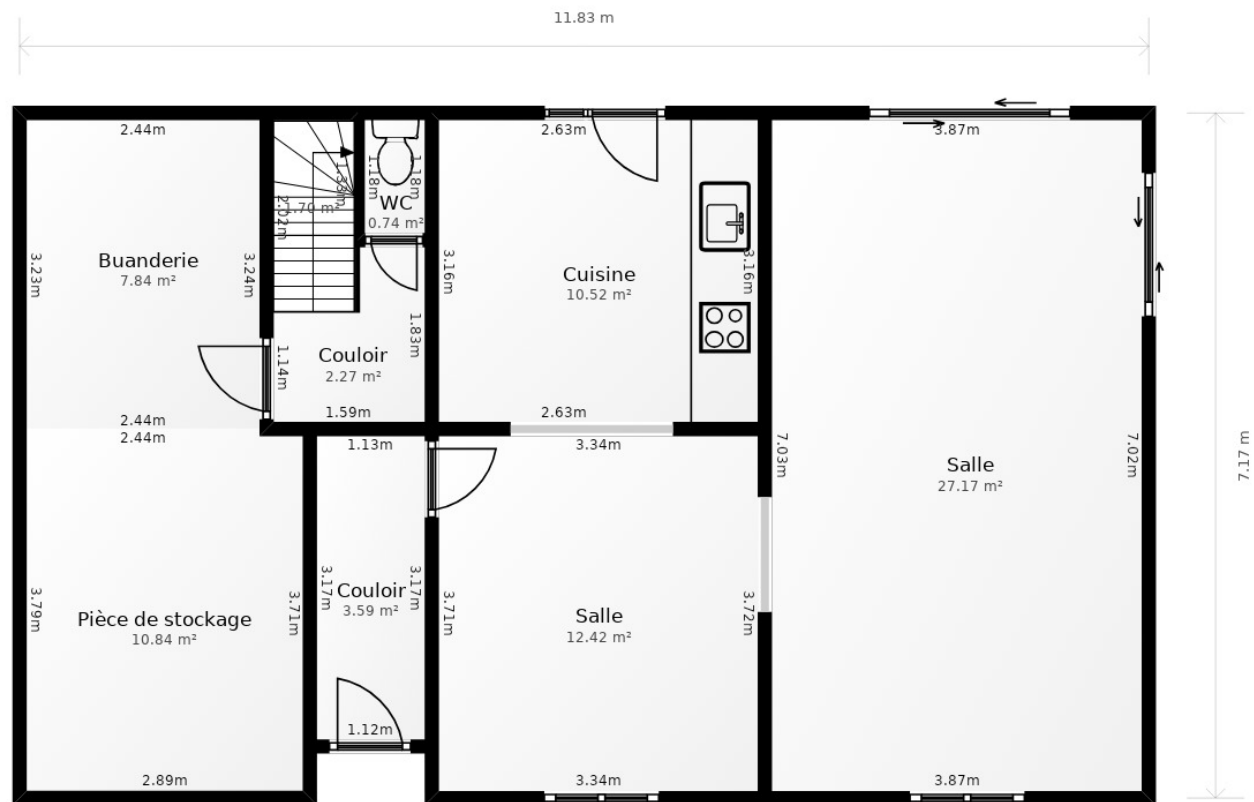 11.83 m
2.44m
2.63m
3.87m
1.18m
1.18m
1.38m
2.02m
1.70 m²
WC
0.74 m²
Buanderie
7.84 m²
3.23m
3.24m
3.16m
Cuisine
10.52 m²
3.16m
Couloir
2.27 m²
1.83m
1.14m
2.44m
1.59m
2.63m
2.44m
1.13m
3.34m
7.03m
Salle
27.17 m²
7.02m
7.17 m
3.79m
Pièce de stockage
10.84 m²
3.71m
3.17m
Couloir
3.59 m²
3.17m
3.71m
Salle
12.42 m²
3.72m
1.12m
2.89m
3.34m
3.87m